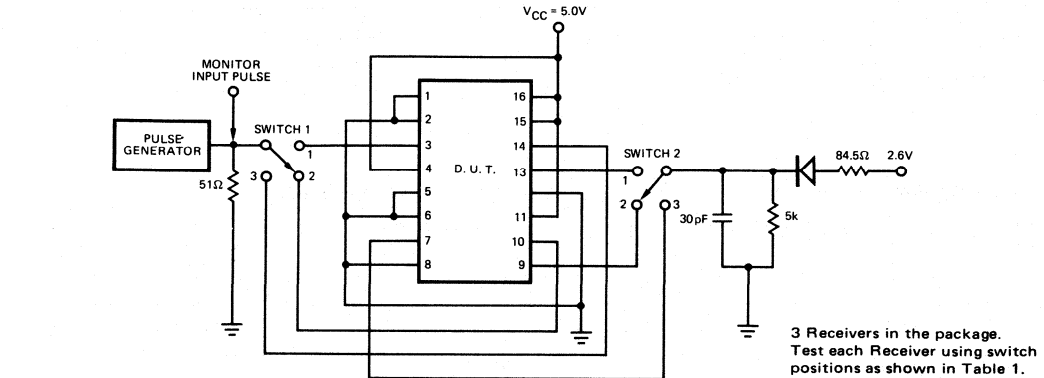 VCC = 5.0V
MONITOR
INPUT PULSE
PULSE
GENERATOR
SWITCH 1
1
2
3
51Ω
1
2
3
4
5
6
7
8
D. U. T.
16
15
14
13
11
10
9
SWITCH 2
1
2
3
30pF
5k
84.5Ω
2.6V
3 Receivers in the package.
Test each Receiver using switch
positions as shown in Table 1.